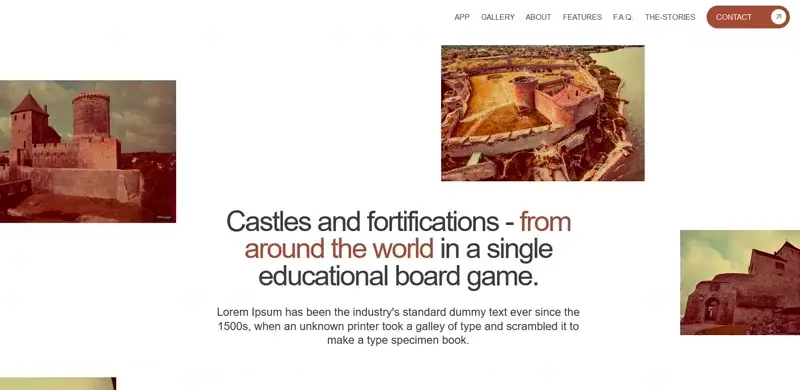 APP GALLERY ABOUT FEATURES F.A.Q. THE-STORIES CONTACT
Castles and fortifications - from
around the world in a single
educational board game.
Lorem Ipsum has been the industry's standard dummy text ever since the
1500s, when an unknown printer took a galley of type and scrambled it to
make a type specimen book.